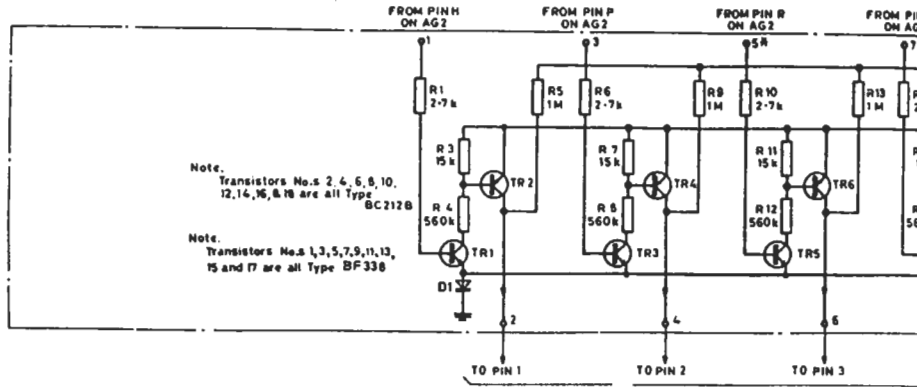 FROM PIN H
ON AG2
FROM PIN P
ON AG2
FROM PIN R
ON AG2
FROM PI
ON AG
1
3
5*
7
R1
2·7k
R5
1M
R6
2·7k
R9
1M
R10
2·7k
R13
1M
R
2
R3
15k
R7
15k
R11
15k
TR2
TR4
TR6
R4
560k
R8
560k
R12
560k
TR1
TR3
TR5
D1
Note.
Transistors No.s 2,4,6,8,10,
12,14,16,&18 are all Type
BC212B
Note.
Transistors No.s 1,3,5,7,9,11,13,
15 and 17 are all Type BF338
2
4
6
TO PIN 1
TO PIN 2
TO PIN 3